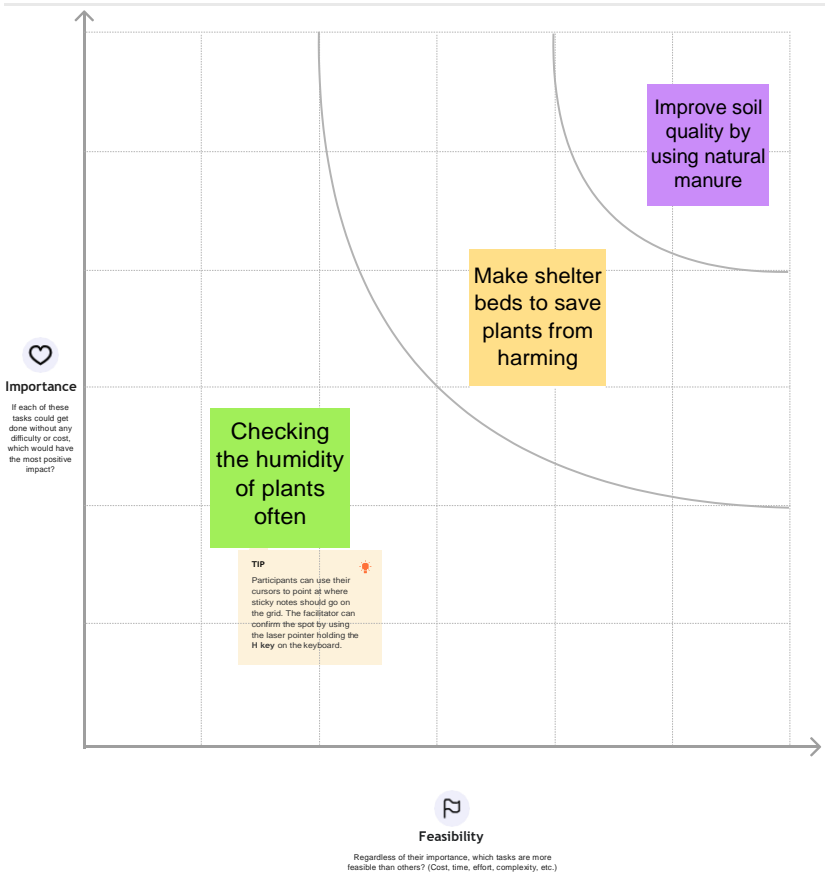 Improve soil
quality by
using natural
manure
Make shelter
beds to save
plants from
harming
Importance
If each of these
tasks could get
done without any
difficulty or cost,
which would have
the most positive
impact?
Checking
the humidity
of plants
often
TIP
Participants can use their
cursors to point at where
sticky notes should go on
the grid. The facilitator can
confirm the spot by using
the laser pointer holding the
H key on the keyboard.
Feasibility
Regardless of their importance, which tasks are more
feasible than others? (Cost, time, effort, complexity, etc.)